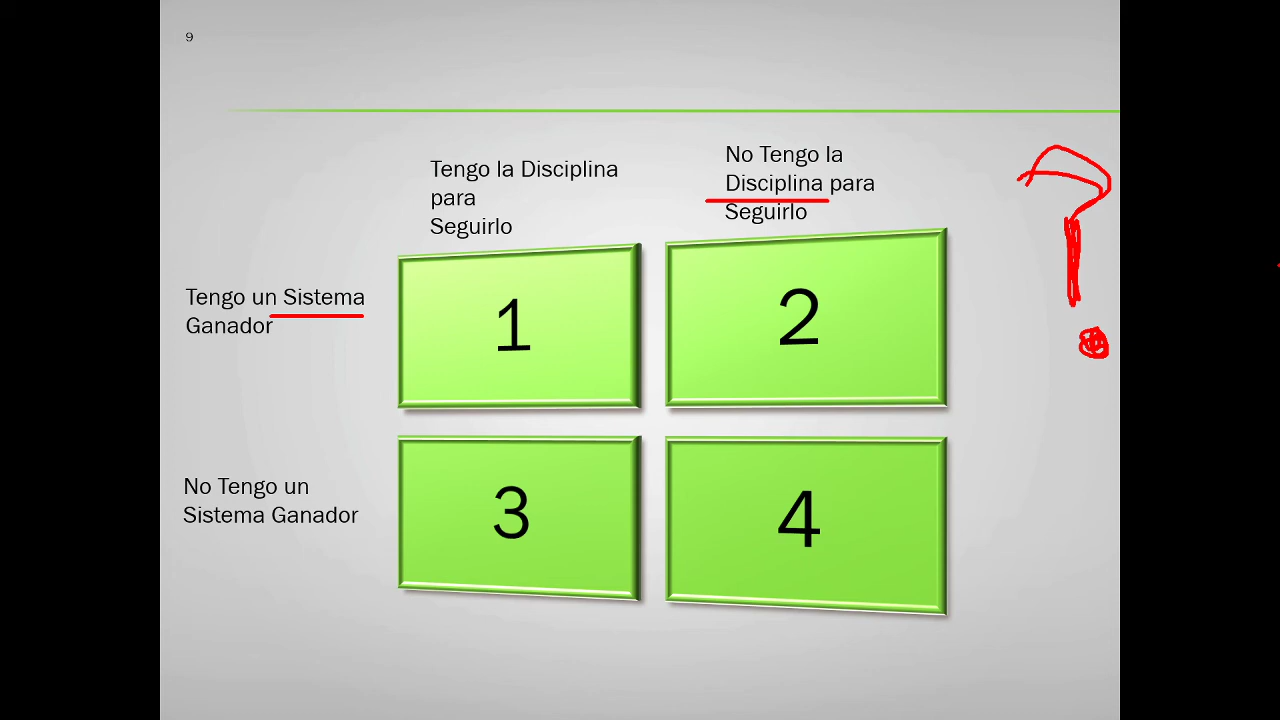 9
Tengo la Disciplina
para
Seguirlo
No Tengo la
Disciplina para
Seguirlo
Tengo un Sistema
Ganador
1
2
No Tengo un
Sistema Ganador
3
4
?